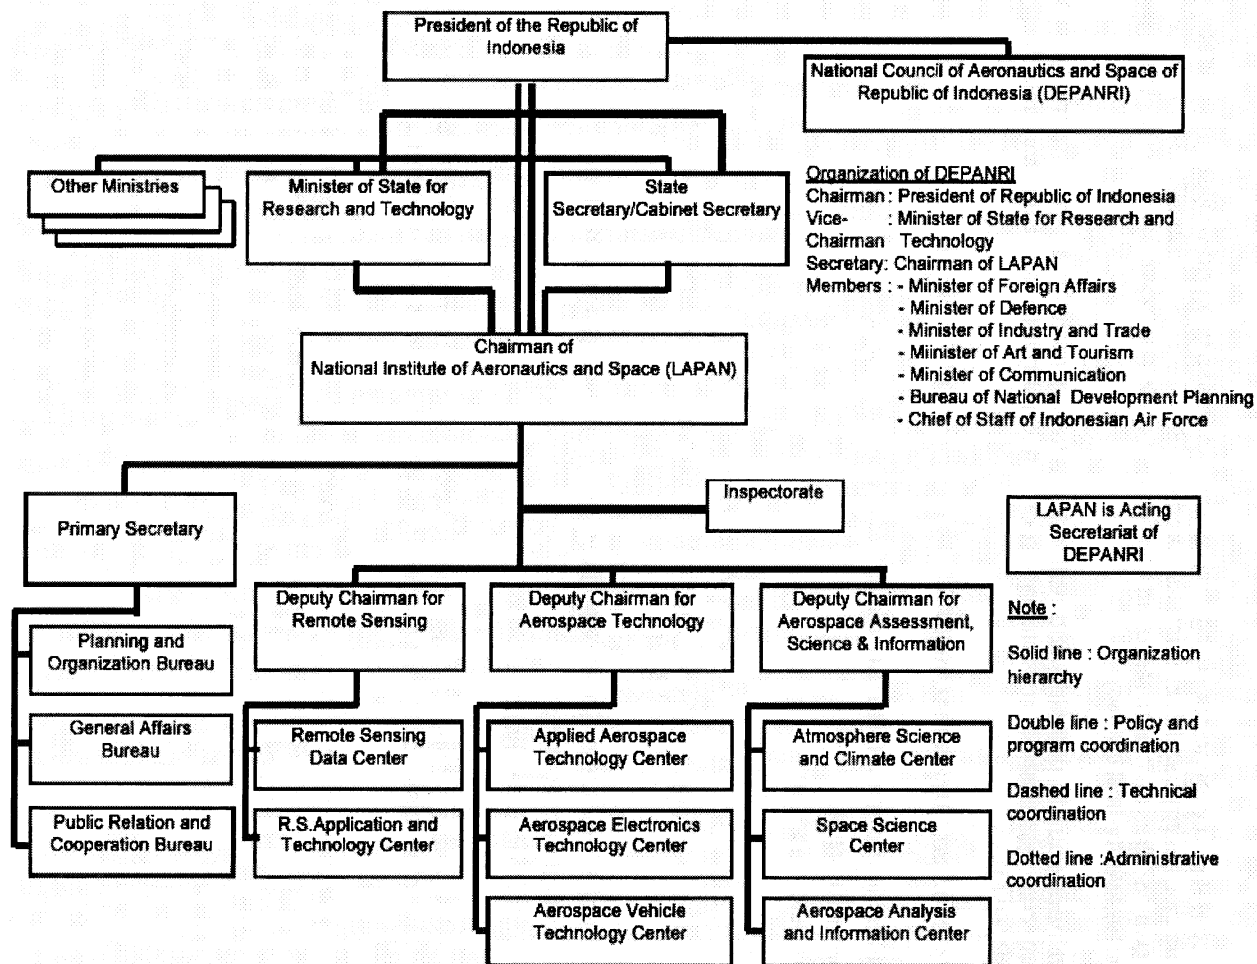 President of the Republic of
Indonesia
National Council of Aeronautics and Space of
Republic of Indonesia (DEPANRI)
Other Ministries
Minister of State for
Research and Technology
State
Secretary/Cabinet Secretary
Organization of DEPANRI
Chairman : President of Republic of Indonesia
Vice- : Minister of State for Research and
Chairman Technology
Secretary: Chairman of LAPAN
Members : - Minister of Foreign Affairs
- Minister of Defence
- Minister of Industry and Trade
- Miinister of Art and Tourism
- Minister of Communication
- Bureau of National Development Planning
- Chief of Staff of Indonesian Air Force
Chairman of
National Institute of Aeronautics and Space (LAPAN)
Primary Secretary
Inspectorate
LAPAN is Acting
Secretariat of
DEPANRI
Planning and
Organization Bureau
General Affairs
Bureau
Public Relation and
Cooperation Bureau
Deputy Chairman for
Remote Sensing
Remote Sensing
Data Center
R.S.Application and
Technology Center
Deputy Chairman for
Aerospace Technology
Applied Aerospace
Technology Center
Aerospace Electronics
Technology Center
Aerospace Vehicle
Technology Center
Deputy Chairman for
Aerospace Assessment,
Science & Information
Atmosphere Science
and Climate Center
Space Science
Center
Aerospace Analysis
and Information Center
Note :
Solid line : Organization
hierarchy
Double line : Policy and
program coordination
Dashed line : Technical
coordination
Dotted line :Administrative
coordination